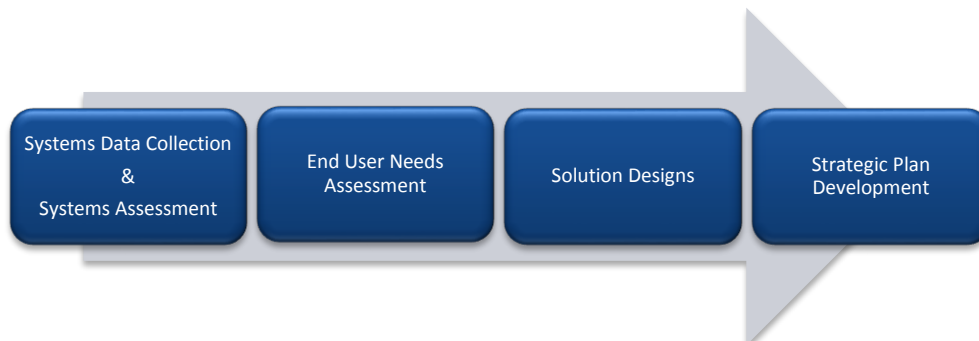 Systems Data Collection
&
Systems Assessment
End User Needs
Assessment
Solution Designs
Strategic Plan
Development